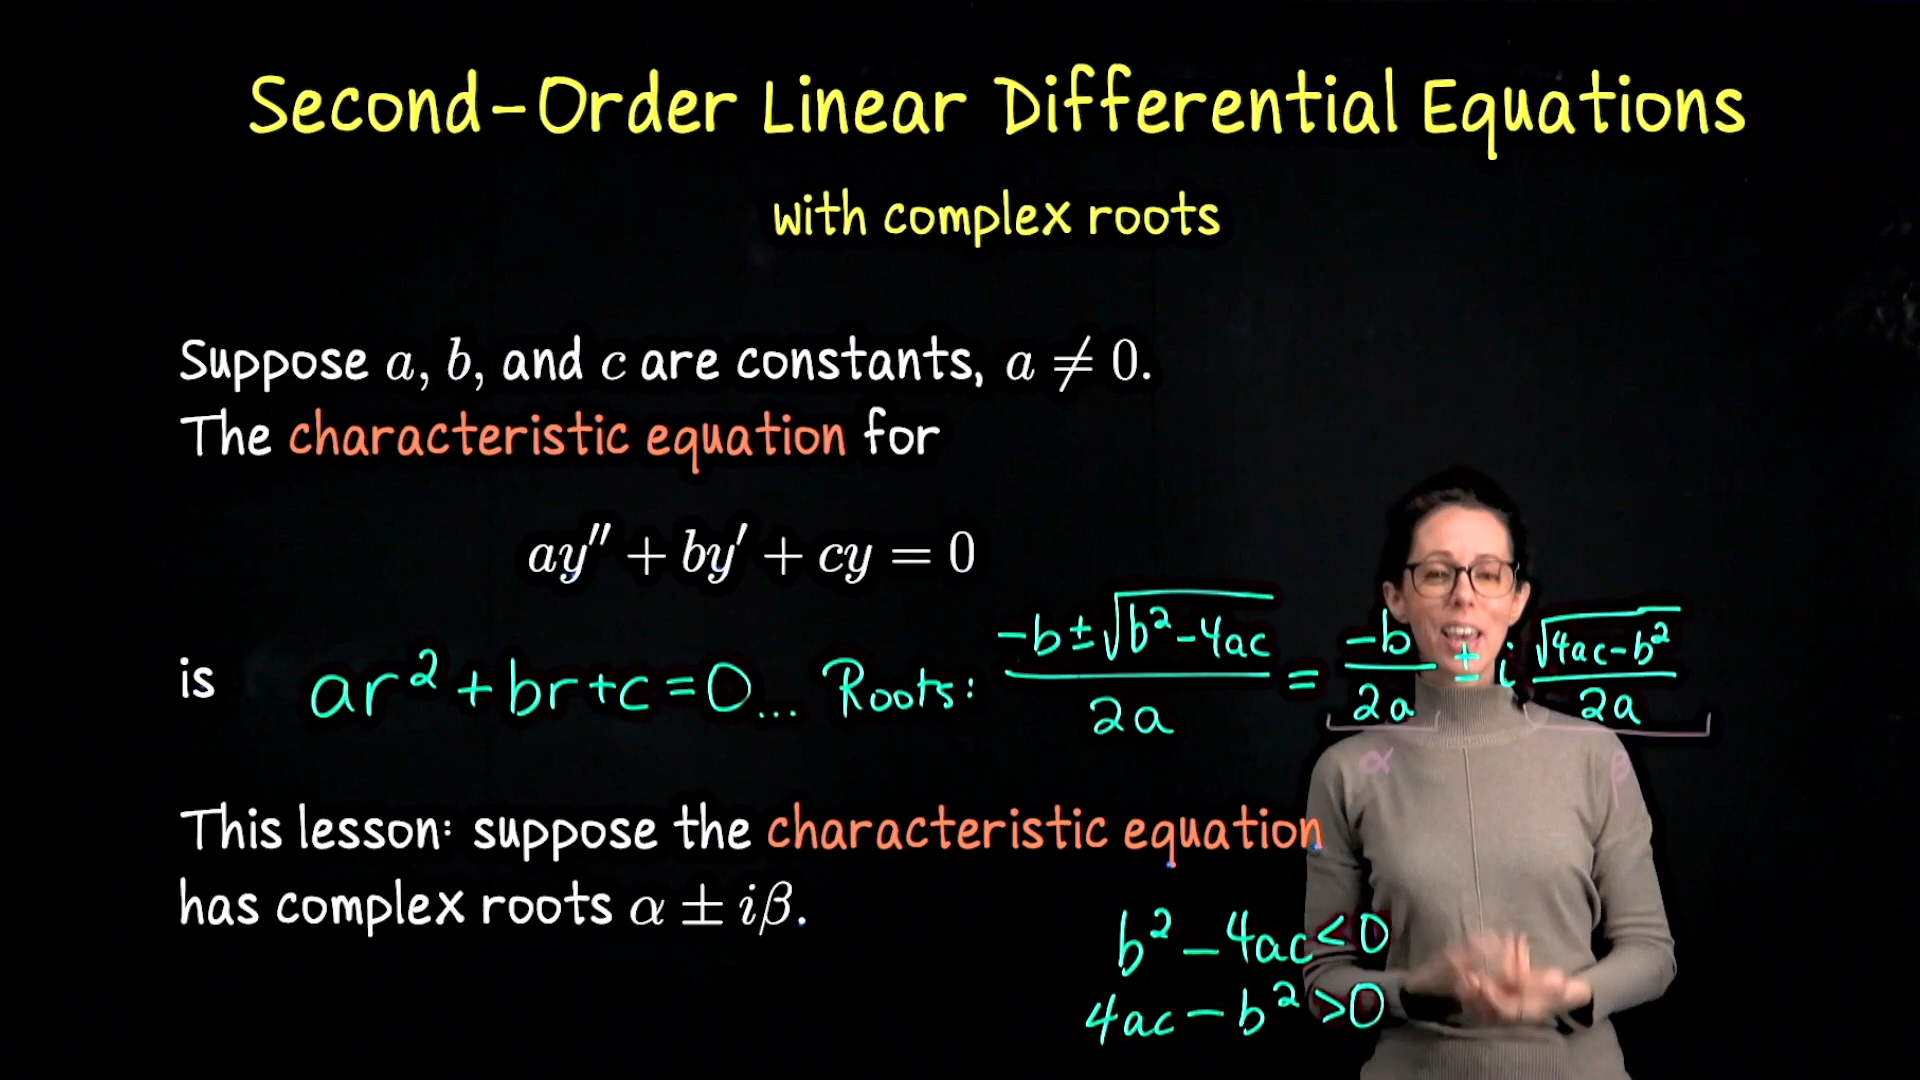 Second-Order Linear Differential Equations
with complex roots
Suppose a, b, and c are constants, a ≠ 0.
The characteristic equation for
ay″ + by′ + cy = 0
is ar² + br + c = 0... Roots: (-b ± √(b² - 4ac))/(2a) = -b/(2a) ± i √(4ac - b²)/(2a)
α β
This lesson: suppose the characteristic equation
has complex roots α ± iβ.
b² - 4ac < 0
4ac - b² > 0